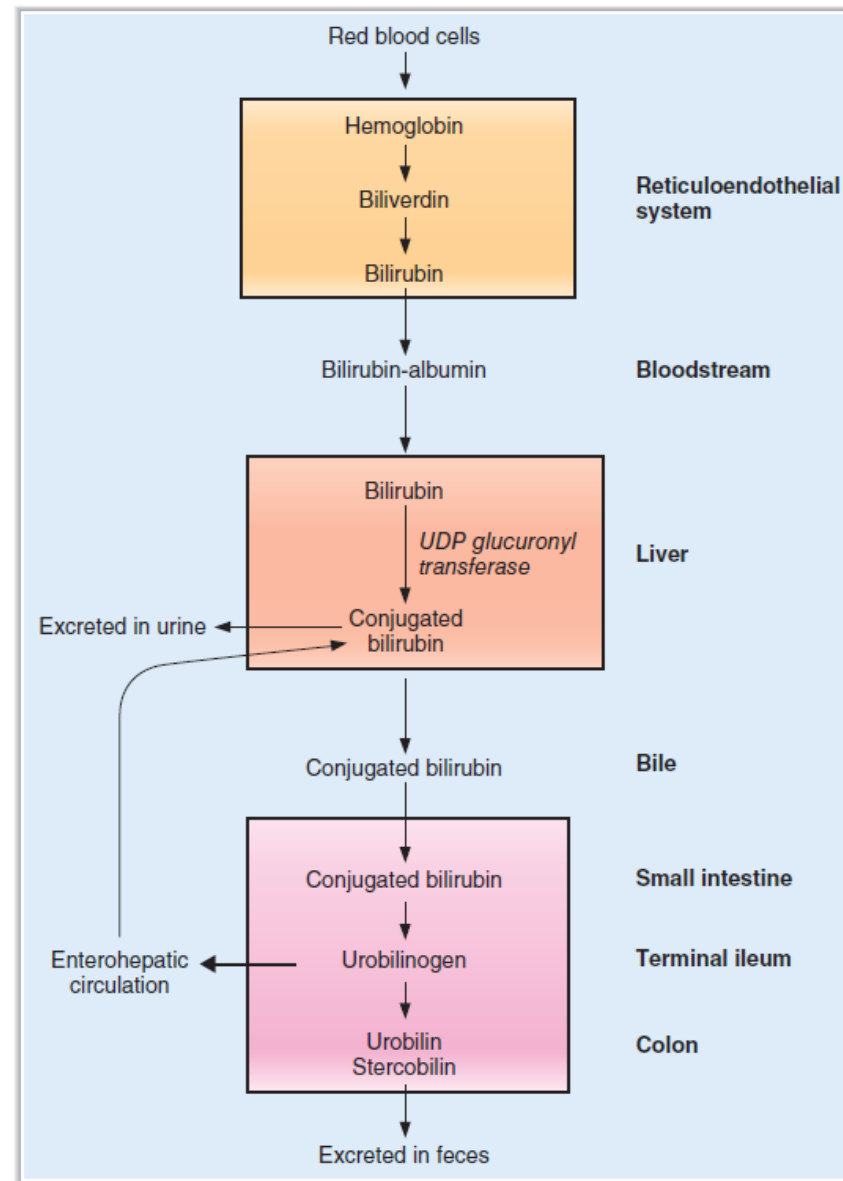 Red blood cells
Hemoglobin
Biliverdin
Reticuloendothelial
system
Bilirubin
Bilirubin-albumin
Bloodstream
Bilirubin
UDP glucuronyl
transferase
Liver
Excreted in urine
Conjugated
bilirubin
Conjugated bilirubin
Bile
Conjugated bilirubin
Small intestine
Enterohepatic
circulation
Urobilinogen
Terminal ileum
Urobilin
Stercobilin
Colon
Excreted in feces